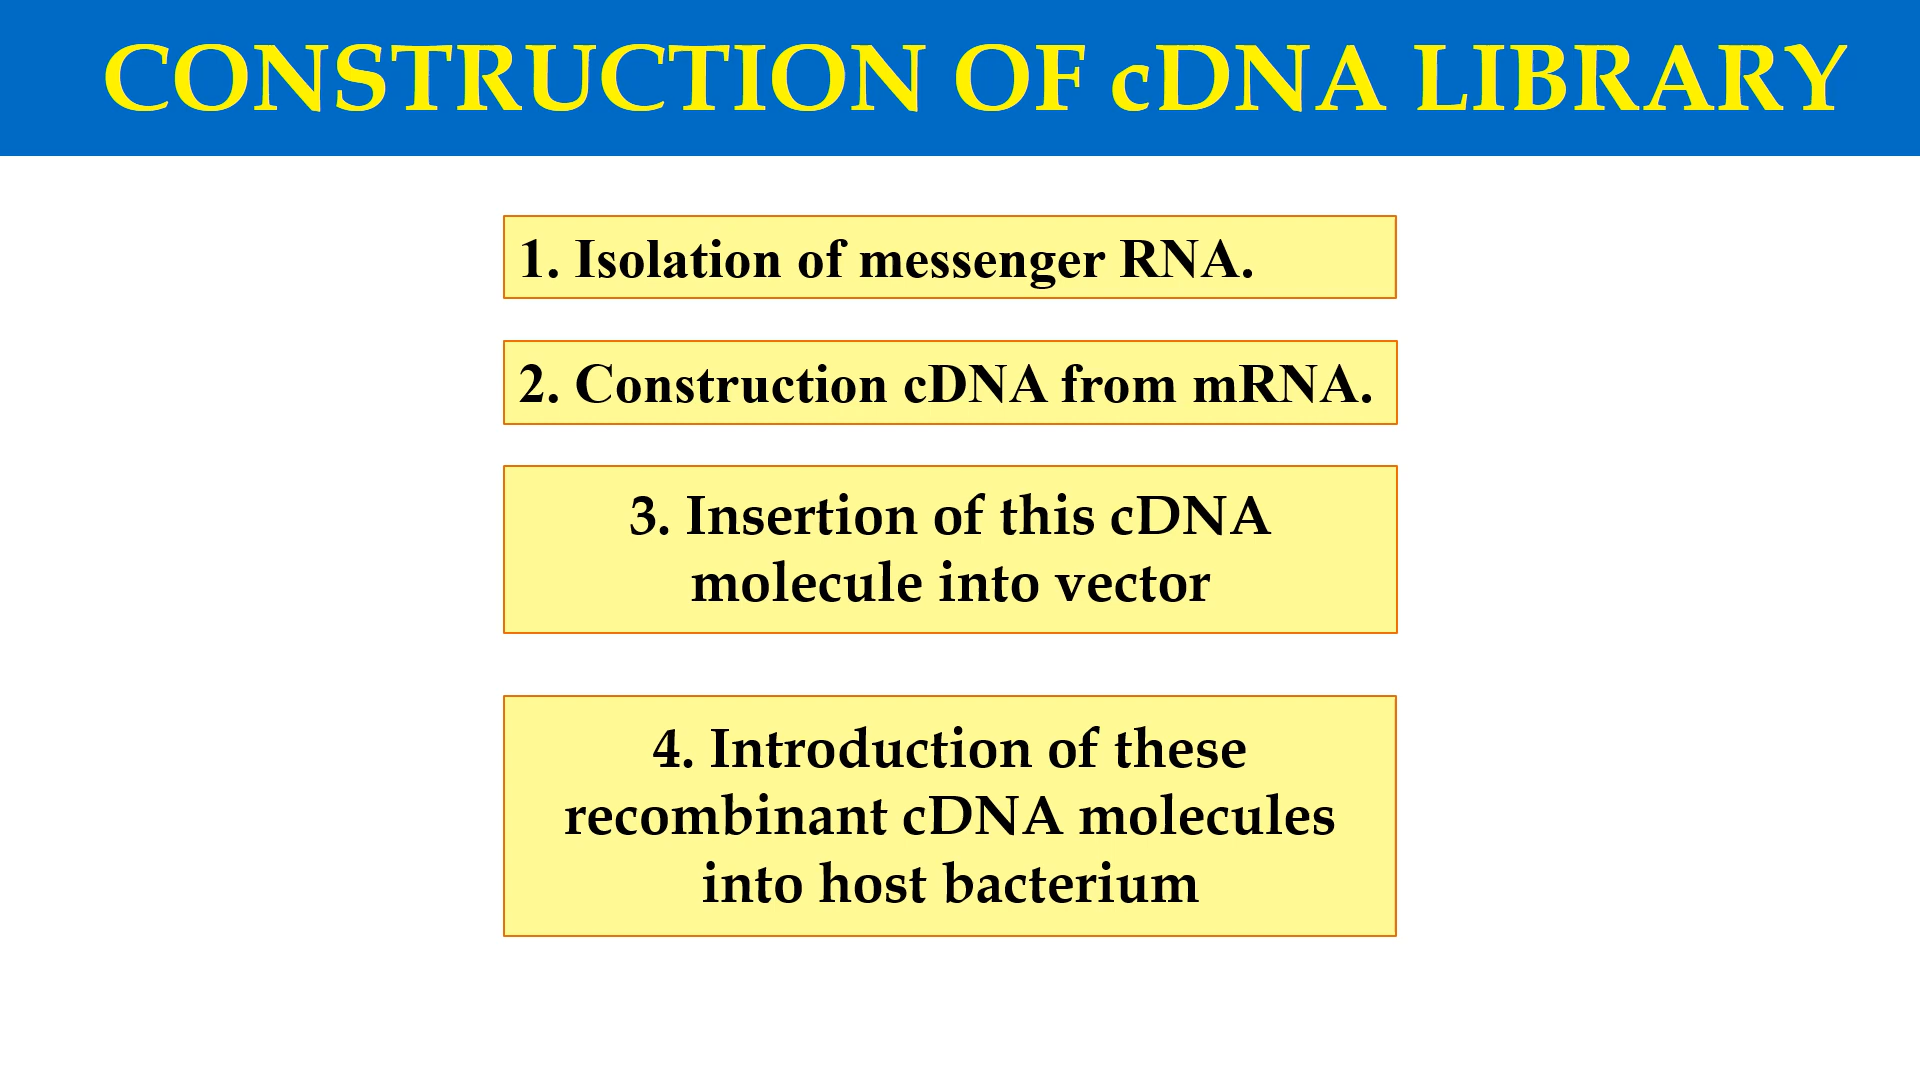 CONSTRUCTION OF cDNA LIBRARY
1. Isolation of messenger RNA.
2. Construction cDNA from mRNA.
3. Insertion of this cDNA
molecule into vector
4. Introduction of these
recombinant cDNA molecules
into host bacterium